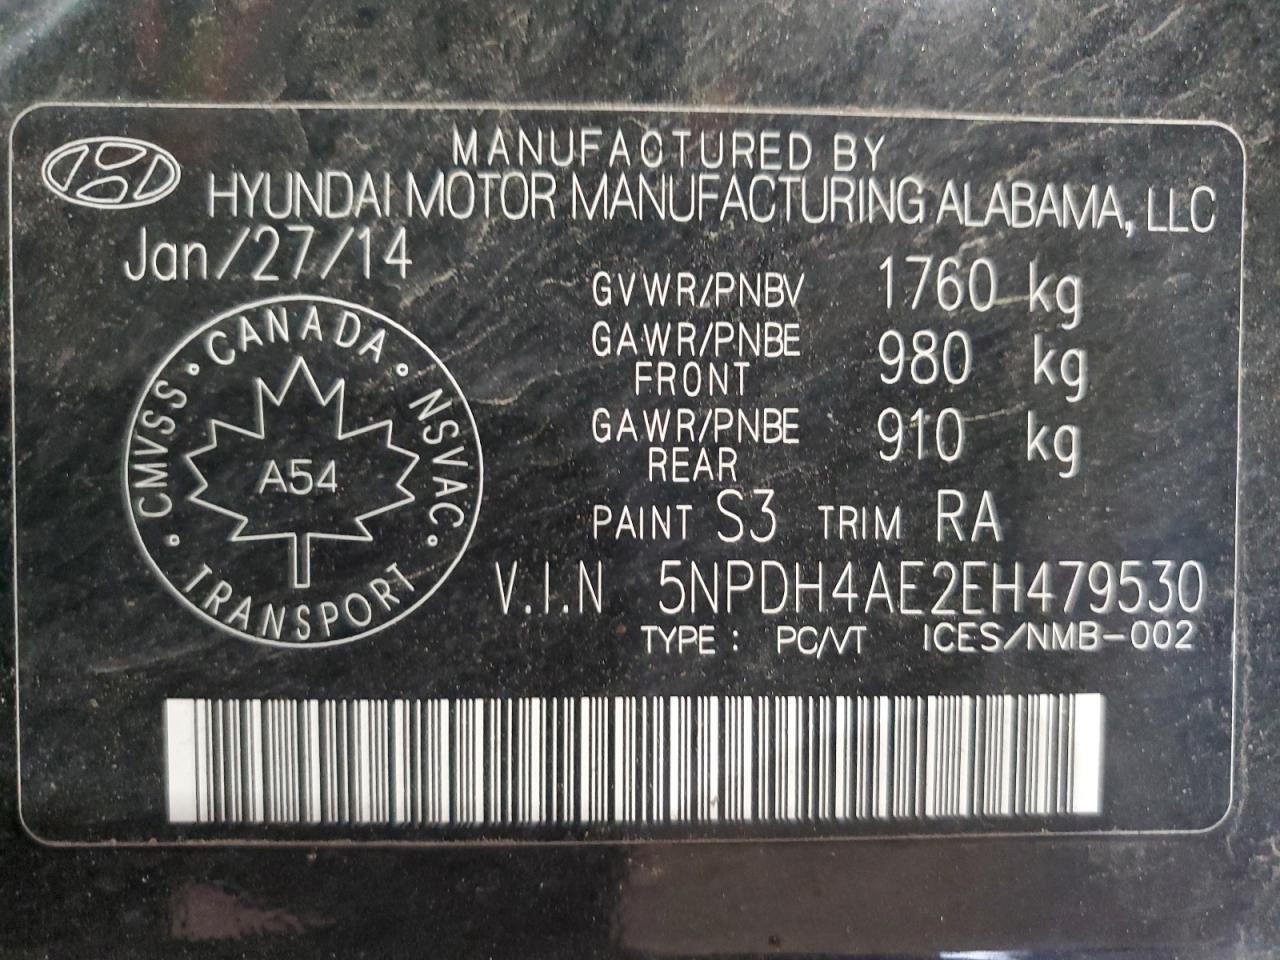 MANUFACTURED BY
HYUNDAI MOTOR MANUFACTURING ALABAMA, LLC
Jan/27/14
GVWR/PNBV 1760 kg
GAWR/PNBE FRONT 980 kg
GAWR/PNBE REAR 910 kg
PAINT S3 TRIM RA
V.I.N 5NPDH4AE2EH479530
TYPE : PC/VT ICES/NMB-002
CANADA
CMVSS
NSVAC
A54
TRANSPORT